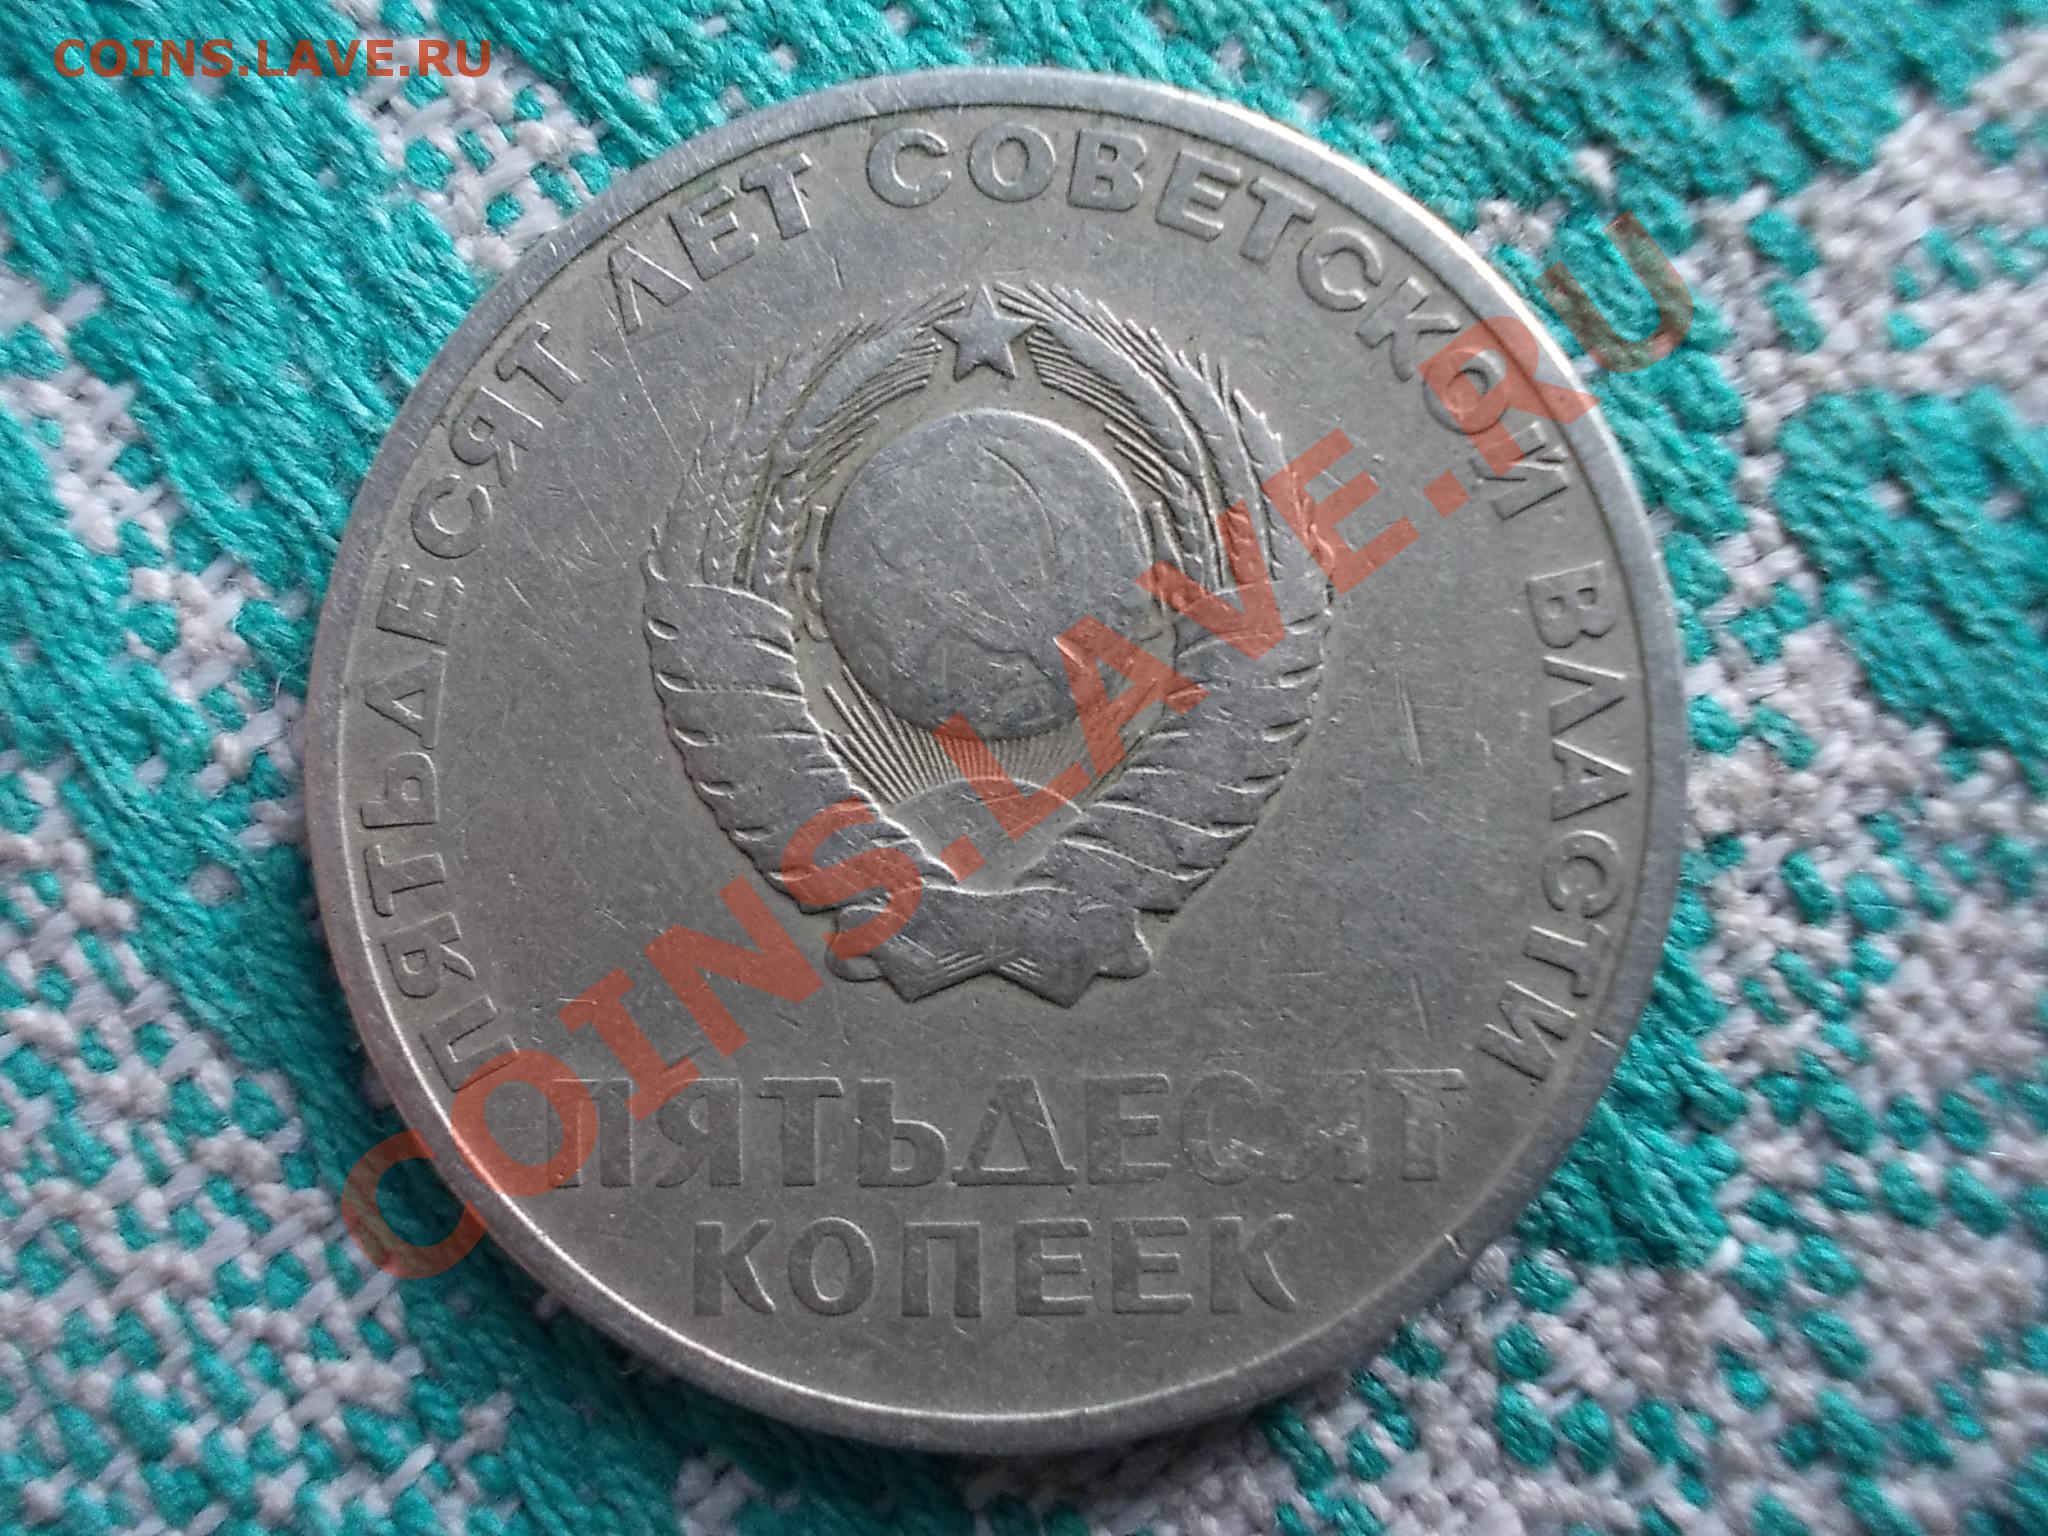 COINS.LAVE.RU
ПЯТЬДЕСЯТ ЛЕТ СОВЕТСКОЙ ВЛАСТИ
COINS.LAVE.RU
ПЯТЬДЕСЯТ
КОПЕЕК